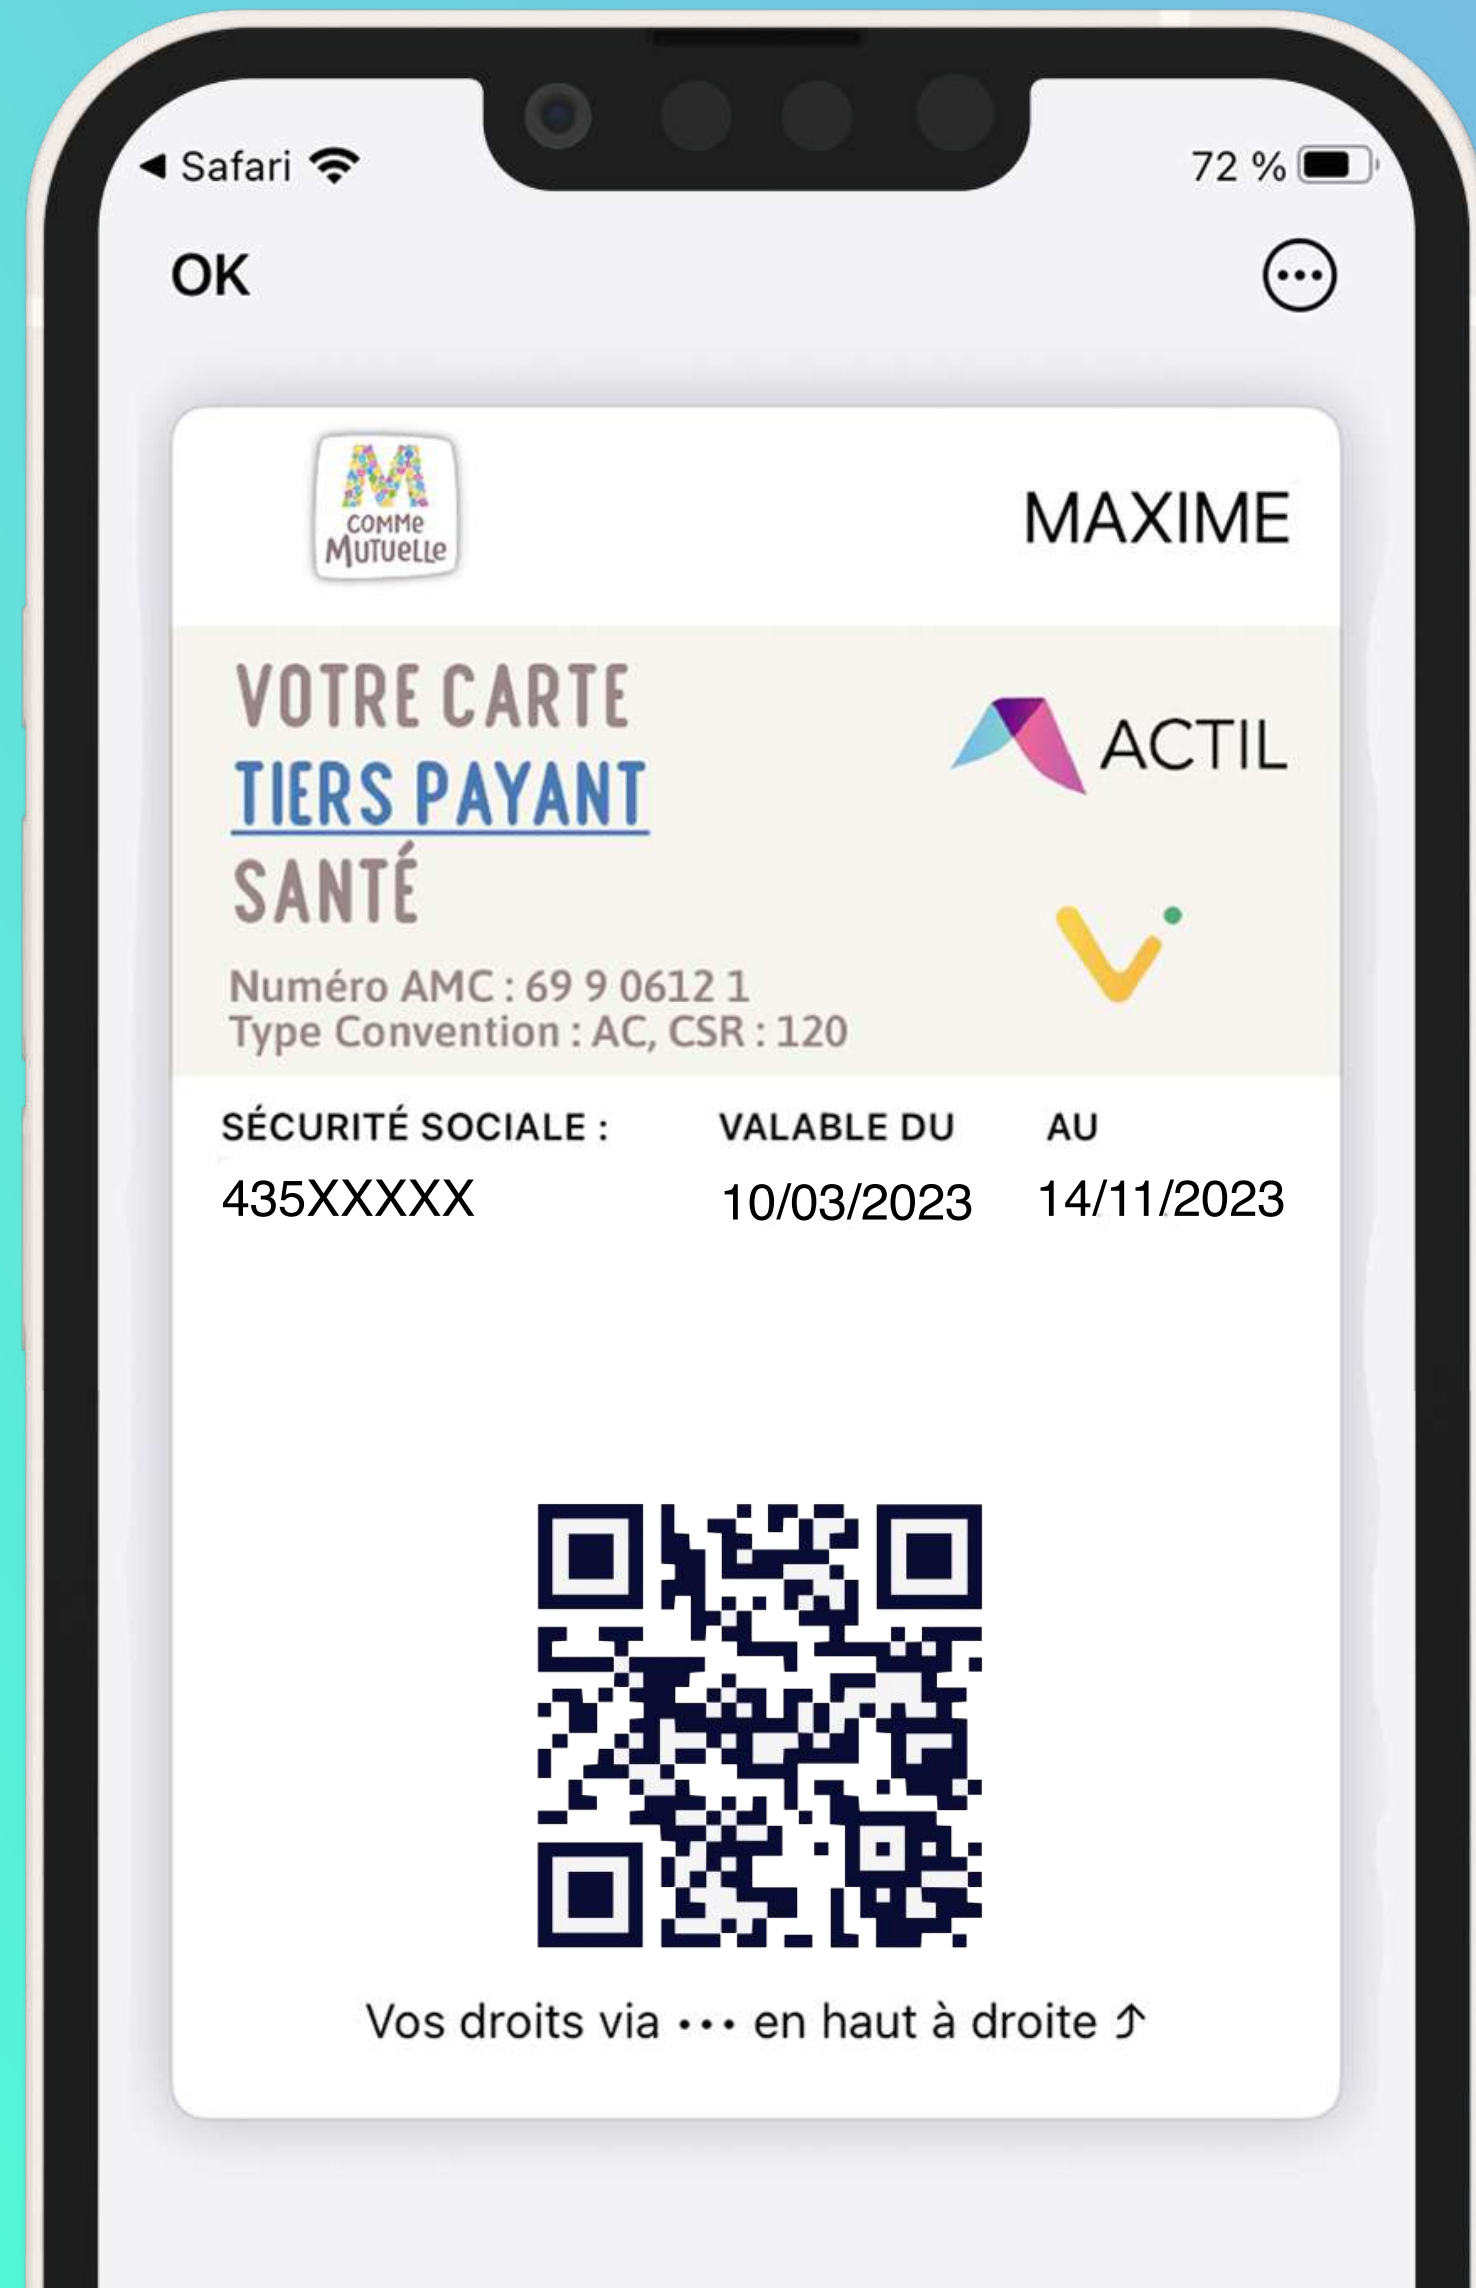 Safari
72 %
OK
M
COMMe
MUTUeLLe
MAXIME
VOTRE CARTE
TIERS PAYANT
SANTÉ
ACTIL
Numéro AMC : 69 9 0612 1
Type Convention : AC, CSR : 120
SÉCURITÉ SOCIALE : VALABLE DU AU
435XXXXX 10/03/2023 14/11/2023
Vos droits via ••• en haut à droite ⤴